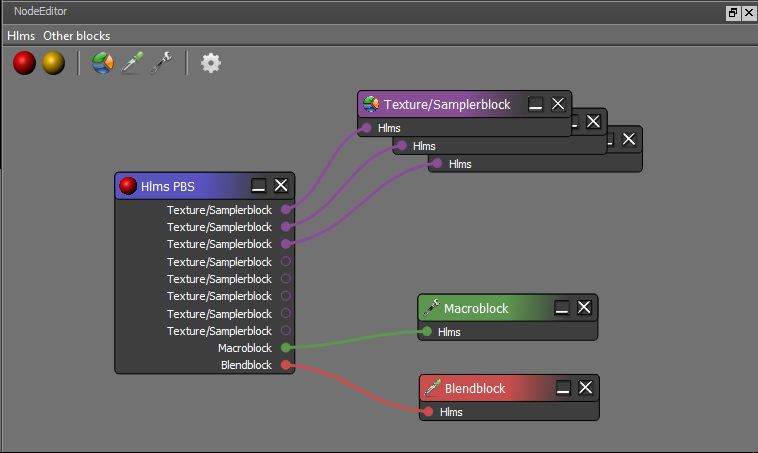 NodeEditor
Hlms Other blocks
Texture/Samplerblock
Hlms
Hlms
Hlms
Hlms PBS
Texture/Samplerblock
Texture/Samplerblock
Texture/Samplerblock
Texture/Samplerblock
Texture/Samplerblock
Texture/Samplerblock
Texture/Samplerblock
Texture/Samplerblock
Macroblock
Blendblock
Macroblock
Hlms
Blendblock
Hlms